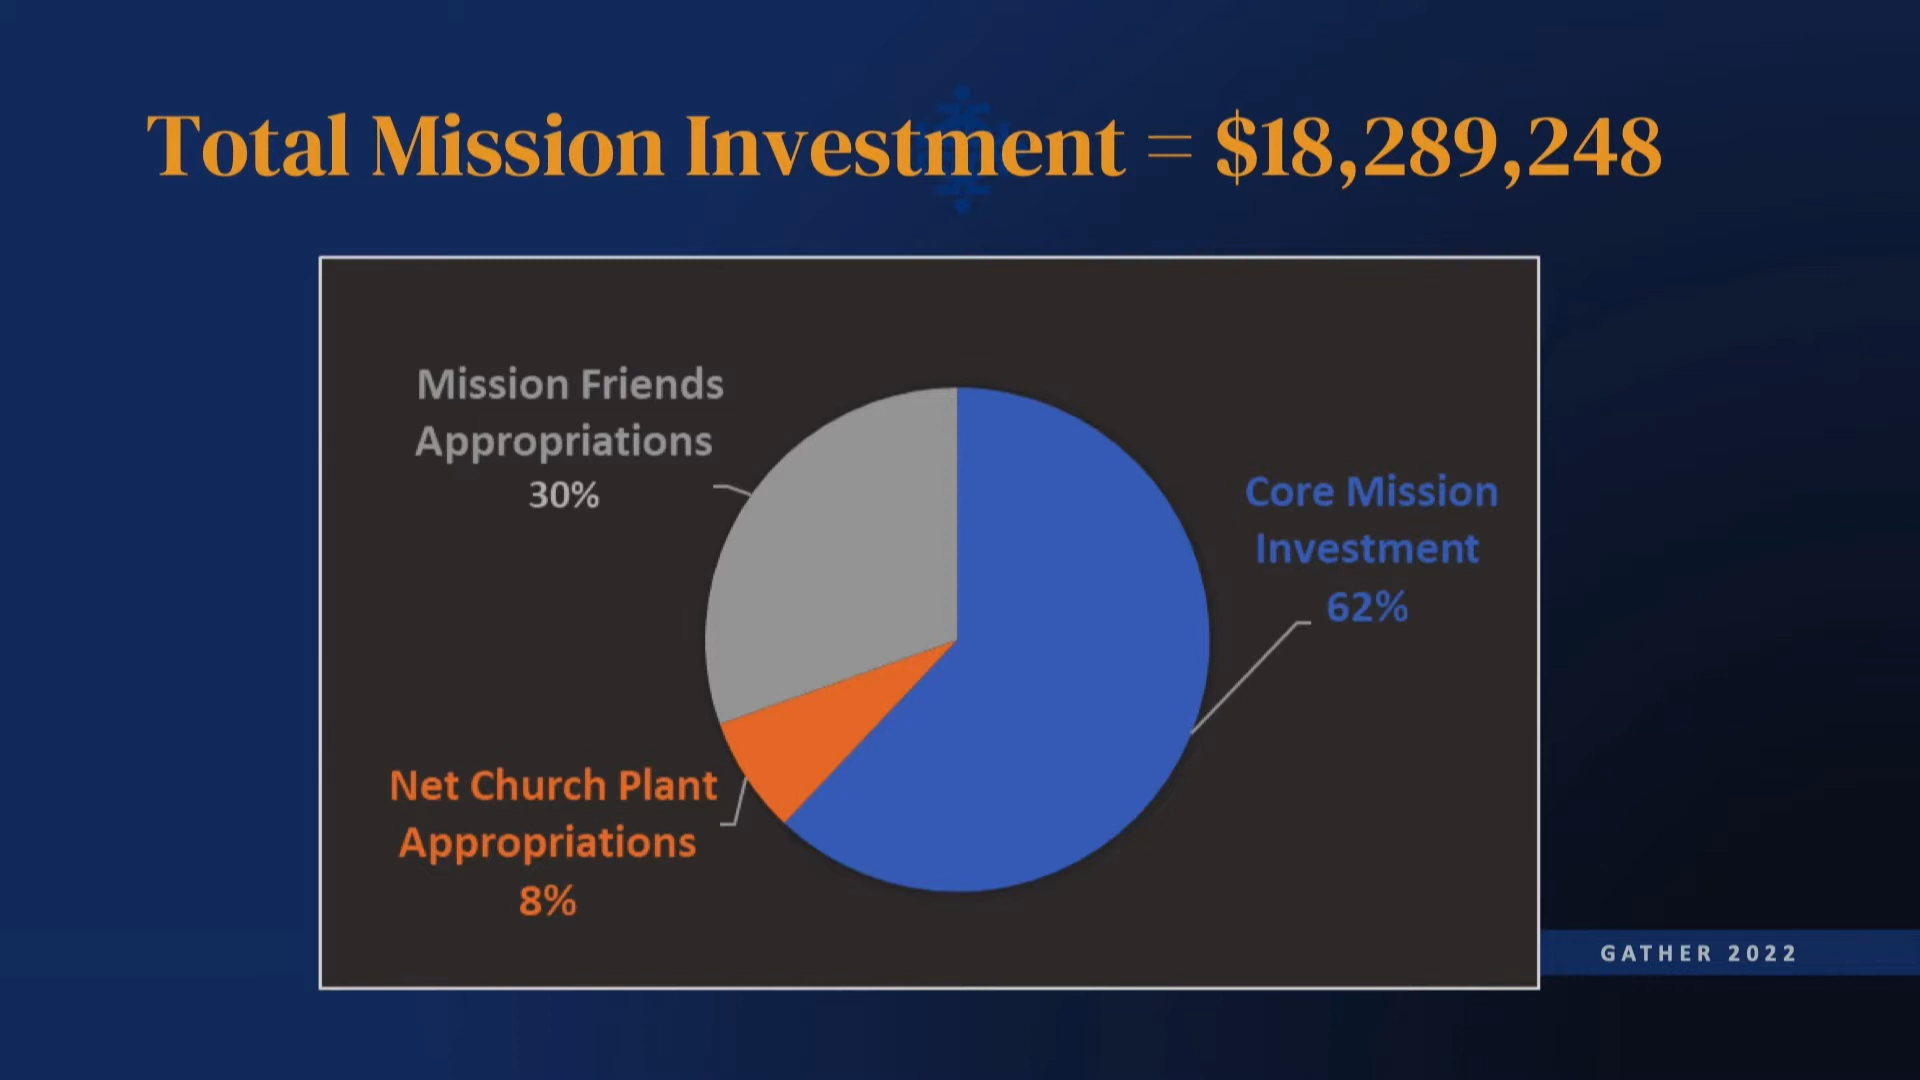 Total Mission Investment = $18,289,248
Mission Friends
Appropriations
30%
Core Mission
Investment
62%
Net Church Plant
Appropriations
8%
GATHER 2022